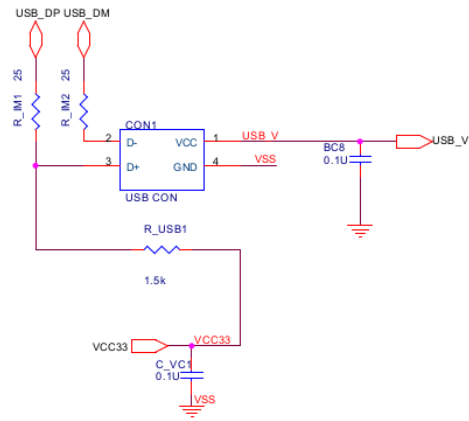 USB_DP USB_DM
25
25
R_IM1
R_IM2
CON1
2 D- VCC 1 USB_V
USB_V
3 D+ GND 4 VSS
USB CON
BC8
0.1U
R_USB1
1.5k
VCC33
VCC33
C_VC1
0.1U
VSS